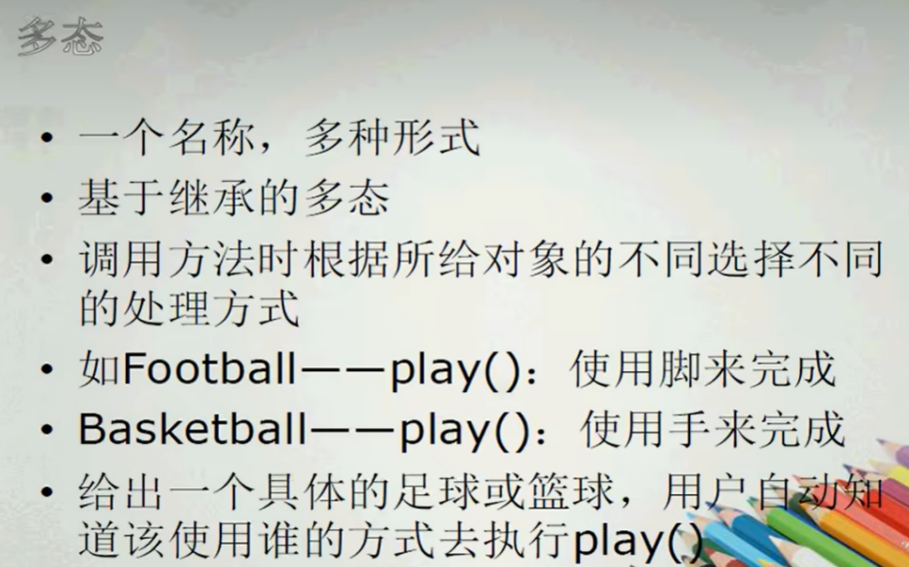 多态
• 一个名称，多种形式
• 基于继承的多态
• 调用方法时根据所给对象的不同选择不同
的处理方式
• 如Football——play()：使用脚来完成
• Basketball——play()：使用手来完成
• 给出一个具体的足球或篮球，用户自动知
道该使用谁的方式去执行play()